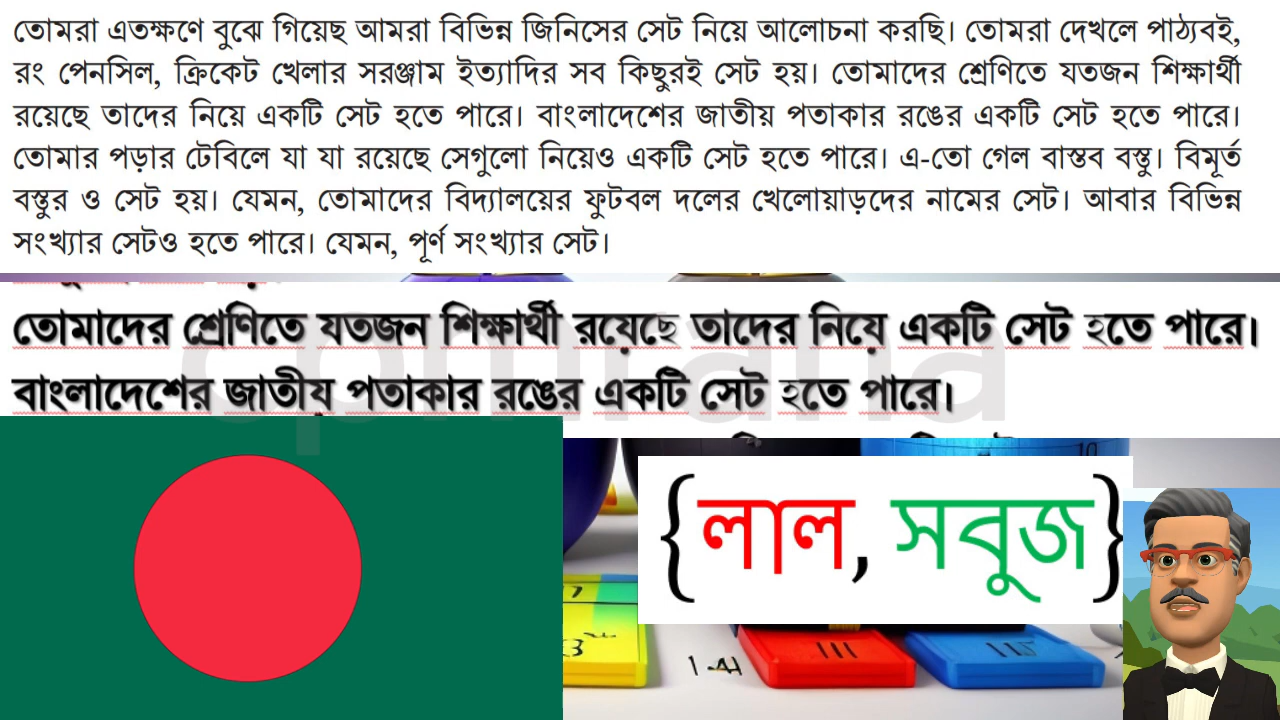 তোমরা এতক্ষণে বুঝে গিয়েছ আমরা বিভিন্ন জিনিসের সেট নিয়ে আলোচনা করছি। তোমরা দেখলে পাঠ্যবই,
রং পেনসিল, ক্রিকেট খেলার সরঞ্জাম ইত্যাদির সব কিছুরই সেট হয়। তোমাদের শ্রেণিতে যতজন শিক্ষার্থী
রয়েছে তাদের নিয়ে একটি সেট হতে পারে। বাংলাদেশের জাতীয় পতাকার রঙের একটি সেট হতে পারে।
তোমার পড়ার টেবিলে যা যা রয়েছে সেগুলো নিয়েও একটি সেট হতে পারে। এ-তো গেল বাস্তব বস্তু। বিমূর্ত
বস্তুর ও সেট হয়। যেমন, তোমাদের বিদ্যালয়ের ফুটবল দলের খেলোয়াড়দের নামের সেট। আবার বিভিন্ন
সংখ্যার সেটও হতে পারে। যেমন, পূর্ণ সংখ্যার সেট।
তোমাদের শ্রেণিতে যতজন শিক্ষার্থী রয়েছে তাদের নিয়ে একটি সেট হতে পারে।
বাংলাদেশের জাতীয় পতাকার রঙের একটি সেট হতে পারে।
{লাল, সবুজ}